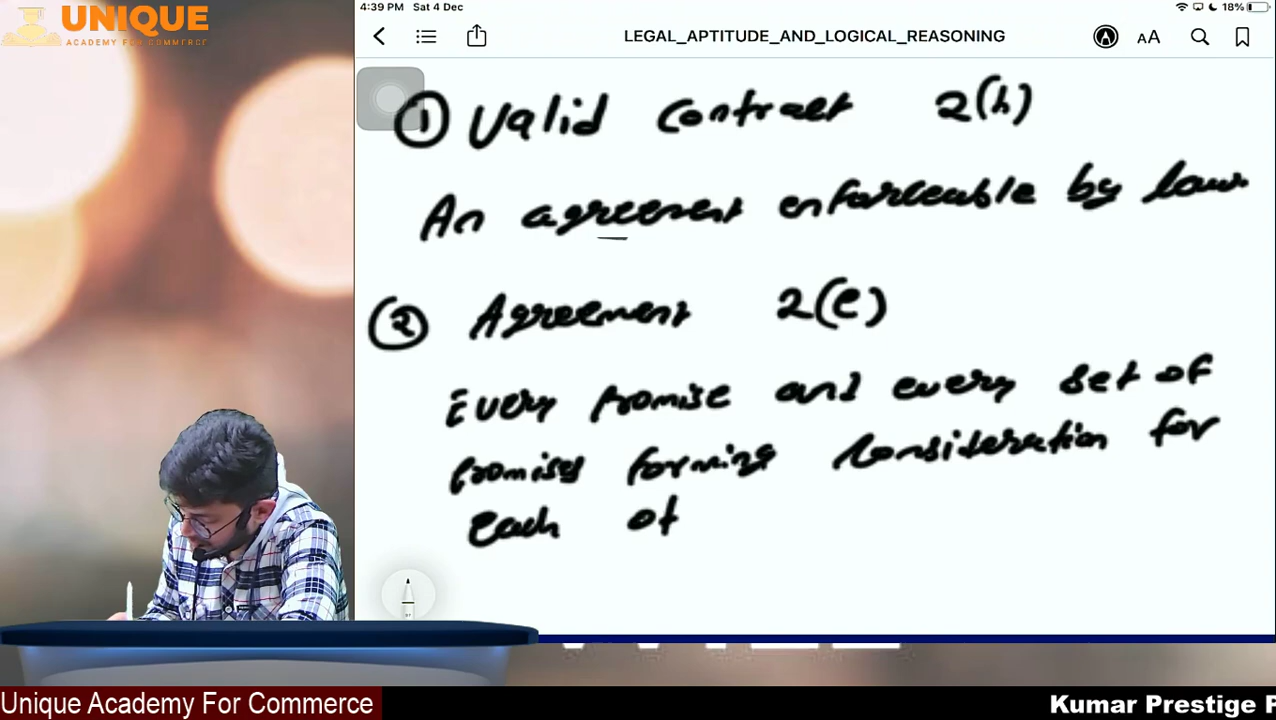 UNIQUE
ACADEMY FOR COMMERCE
4:39 PM Sat 4 Dec
18%
LEGAL_APTITUDE_AND_LOGICAL_REASONING
AA
① Valid contract 2(h)
An agreement enforceable by law.
② Agreement 2(e)
Every promise and every set of
promises forming consideration for
each of
Unique Academy For Commerce
Kumar Prestige P